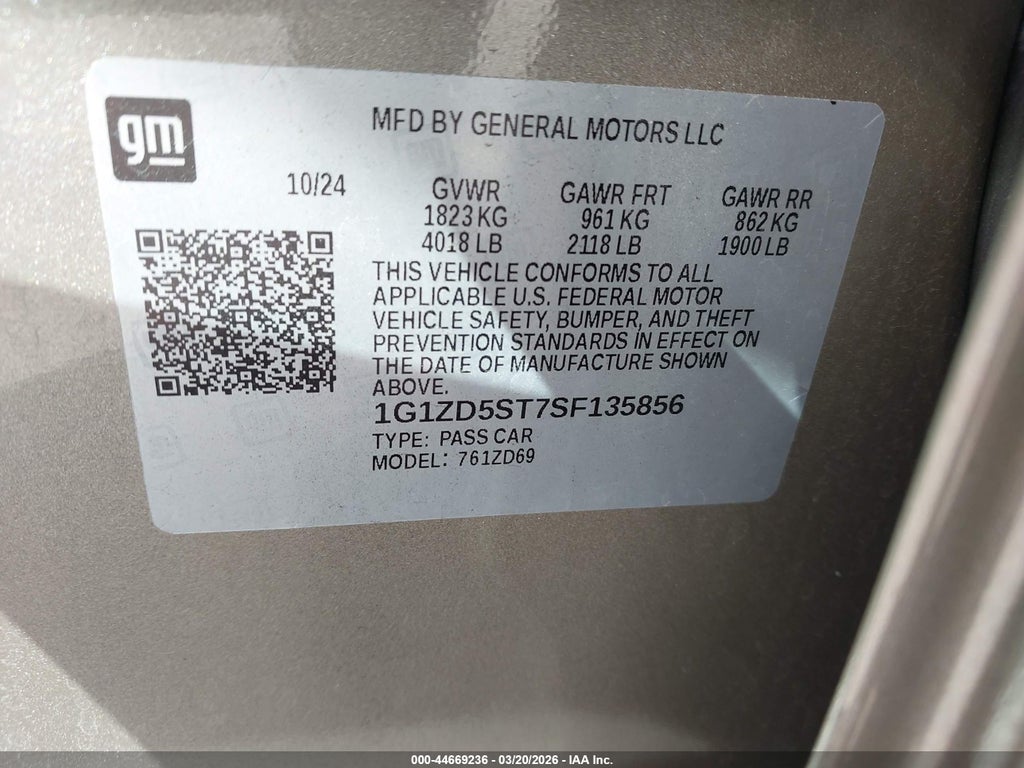 gm
MFD BY GENERAL MOTORS LLC
10/24 GVWR GAWR FRT GAWR RR
1823 KG 961 KG 862 KG
4018 LB 2118 LB 1900 LB
THIS VEHICLE CONFORMS TO ALL
APPLICABLE U.S. FEDERAL MOTOR
VEHICLE SAFETY, BUMPER, AND THEFT
PREVENTION STANDARDS IN EFFECT ON
THE DATE OF MANUFACTURE SHOWN
ABOVE.
1G1ZD5ST7SF135856
TYPE: PASS CAR
MODEL: 761ZD69
000-44669236 - 03/20/2026 - IAA Inc.